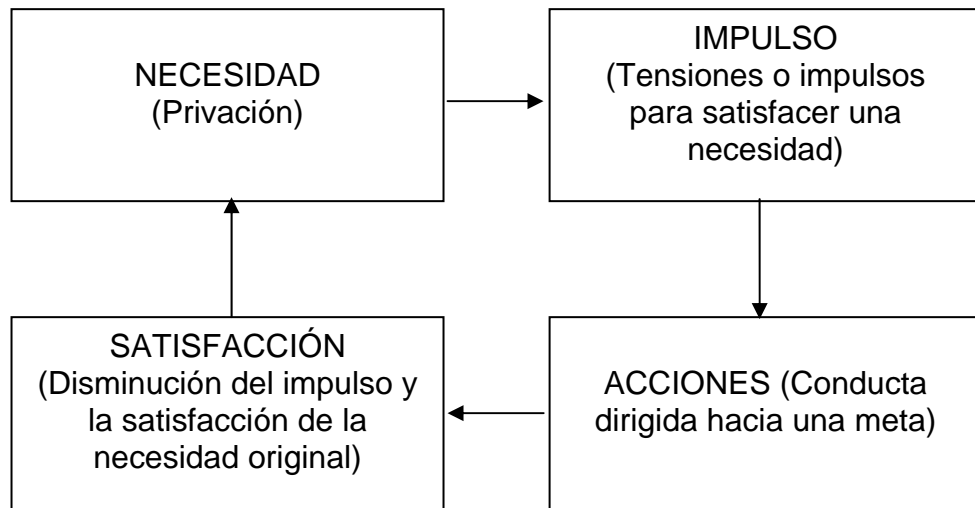 NECESIDAD
(Privación)
IMPULSO
(Tensiones o impulsos
para satisfacer una
necesidad)
SATISFACCIÓN
(Disminución del impulso y
la satisfacción de la
necesidad original)
ACCIONES (Conducta
dirigida hacia una meta)